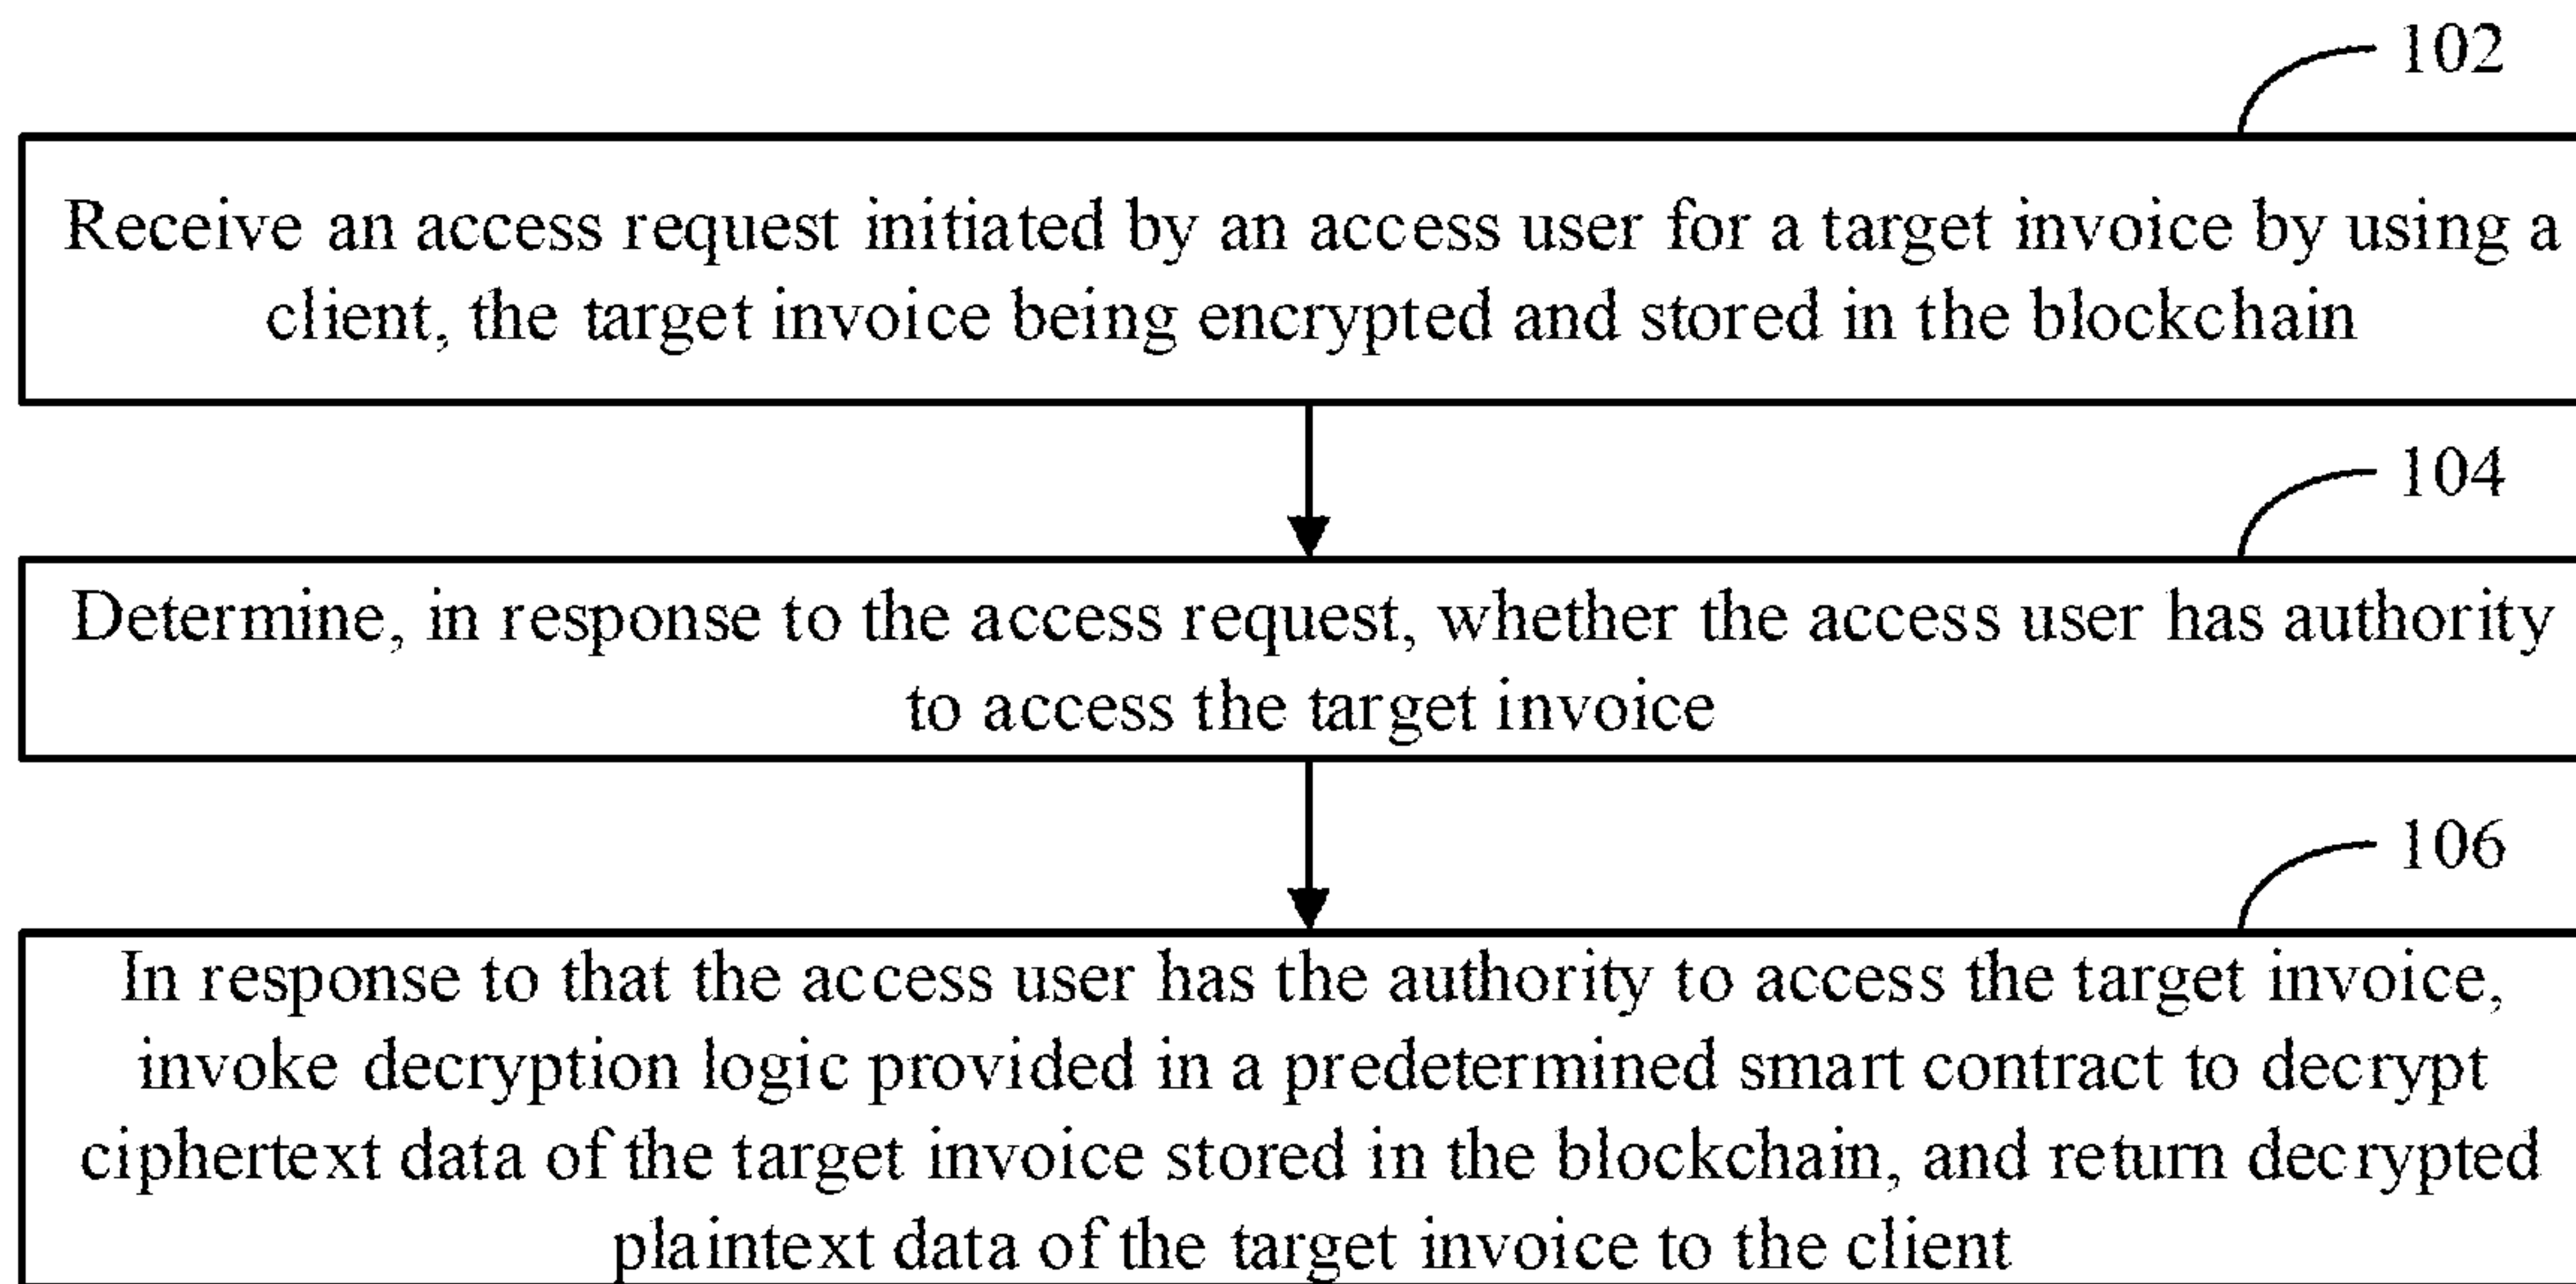 102
Receive an access request initiated by an access user for a target invoice by using a
client, the target invoice being encrypted and stored in the blockchain
104
Determine, in response to the access request, whether the access user has authority
to access the target invoice
106
In response to that the access user has the authority to access the target invoice,
invoke decryption logic provided in a predetermined smart contract to decrypt
ciphertext data of the target invoice stored in the blockchain, and return decrypted
plaintext data of the target invoice to the client